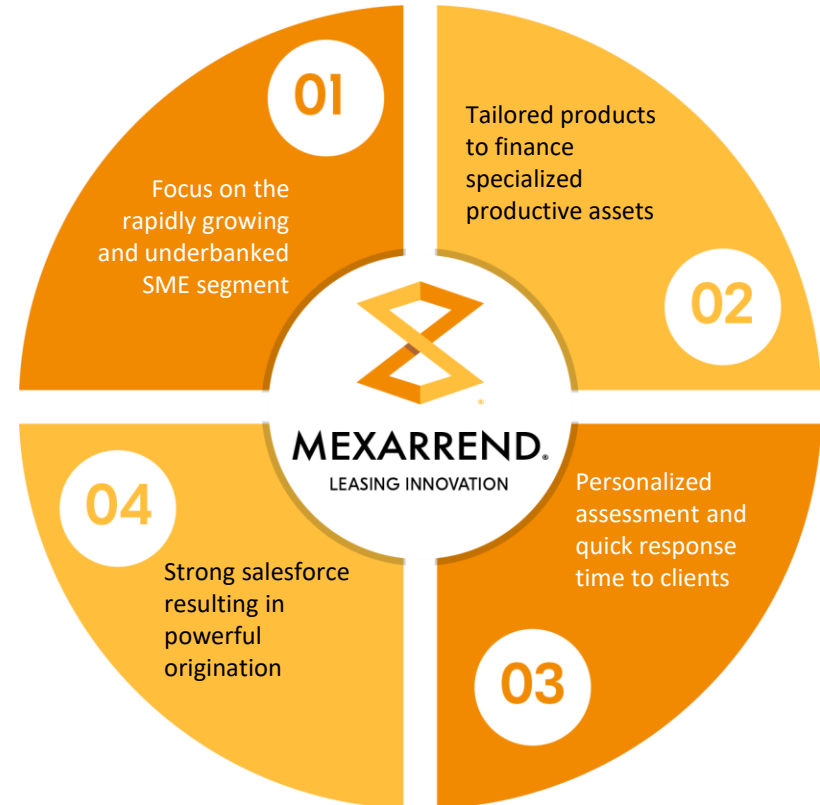 01
Focus on the
rapidly growing
and underbanked
SME segment
Tailored products
to finance
specialized
productive assets
02
MEXARREND®
LEASING INNOVATION
Personalized
assessment and
quick response
time to clients
03
04
Strong salesforce
resulting in
powerful
origination